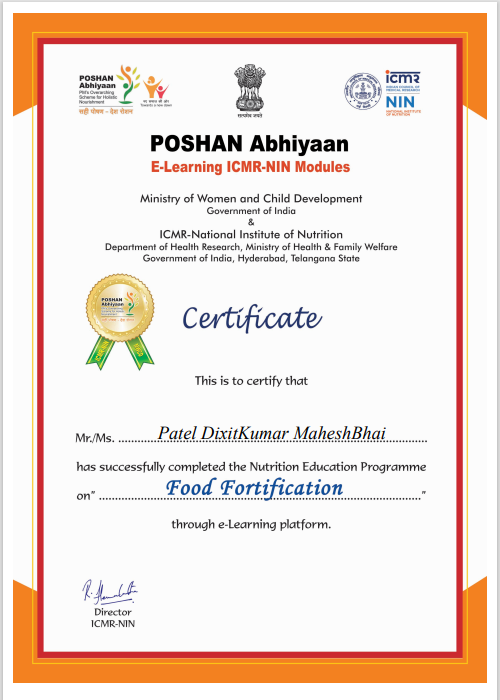 POSHAN
Abhiyaan
PM's Overarching
Scheme for Holistic
Nourishment
सही पोषण - देश रोशन
सत्यमेव जयते
icmr
INDIAN COUNCIL OF
MEDICAL RESEARCH
NIN
NATIONAL INSTITUTE
OF NUTRITION
POSHAN Abhiyaan
E-Learning ICMR-NIN Modules
Ministry of Women and Child Development
Government of India
&
ICMR-National Institute of Nutrition
Department of Health Research, Ministry of Health & Family Welfare
Government of India, Hyderabad, Telangana State
POSHAN
Abhiyaan
Certificate
This is to certify that
Mr./Ms. Patel DixitKumar MaheshBhai
has successfully completed the Nutrition Education Programme
on" Food Fortification "
through e-Learning platform.
Director
ICMR-NIN